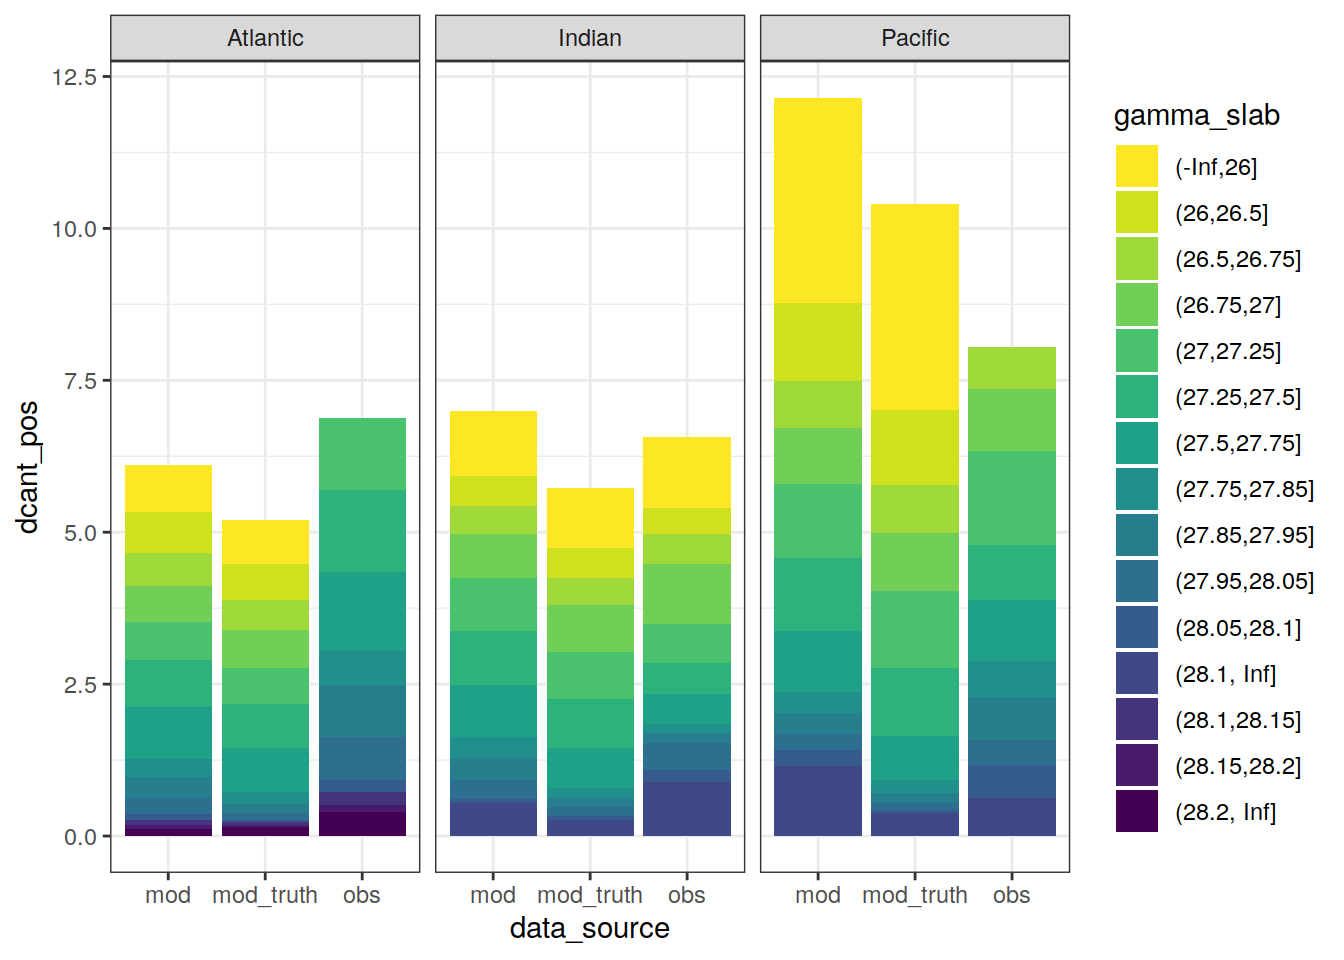 Atlantic
Indian
Pacific
12.5
10.0
7.5
5.0
2.5
0.0
dcant_pos
mod
mod_truth
obs
mod
mod_truth
obs
mod
mod_truth
obs
data_source
gamma_slab
(-Inf,26]
(26,26.5]
(26.5,26.75]
(26.75,27]
(27,27.25]
(27.25,27.5]
(27.5,27.75]
(27.75,27.85]
(27.85,27.95]
(27.95,28.05]
(28.05,28.1]
(28.1, Inf]
(28.1,28.15]
(28.15,28.2]
(28.2, Inf]